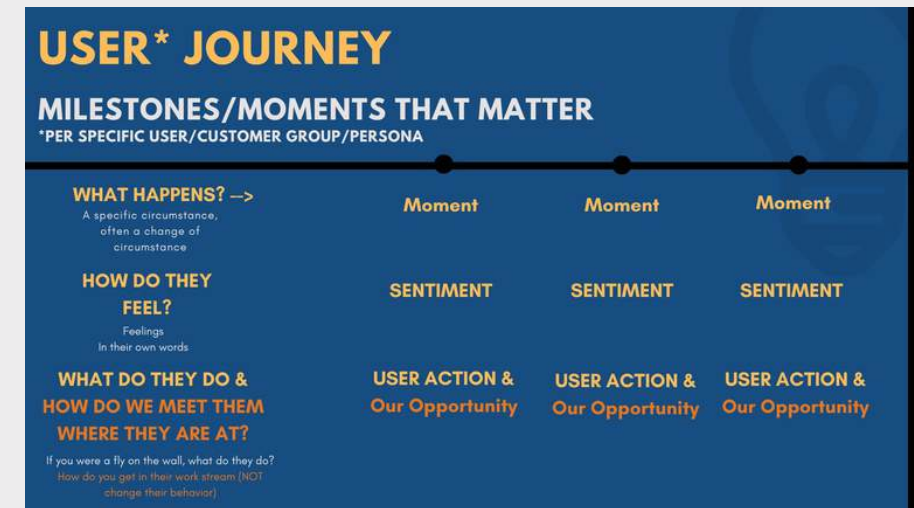 USER* JOURNEY
MILESTONES/MOMENTS THAT MATTER
*PER SPECIFIC USER/CUSTOMER GROUP/PERSONA
WHAT HAPPENS? —>
A specific circumstance,
often a change of
circumstance
Moment
Moment
Moment
HOW DO THEY
FEEL?
Feelings
In their own words
SENTIMENT
SENTIMENT
SENTIMENT
WHAT DO THEY DO &
HOW DO WE MEET THEM
WHERE THEY ARE AT?
If you were a fly on the wall, what do they do?
How do you get in their work stream (NOT
change their behavior)
USER ACTION &
Our Opportunity
USER ACTION &
Our Opportunity
USER ACTION &
Our Opportunity